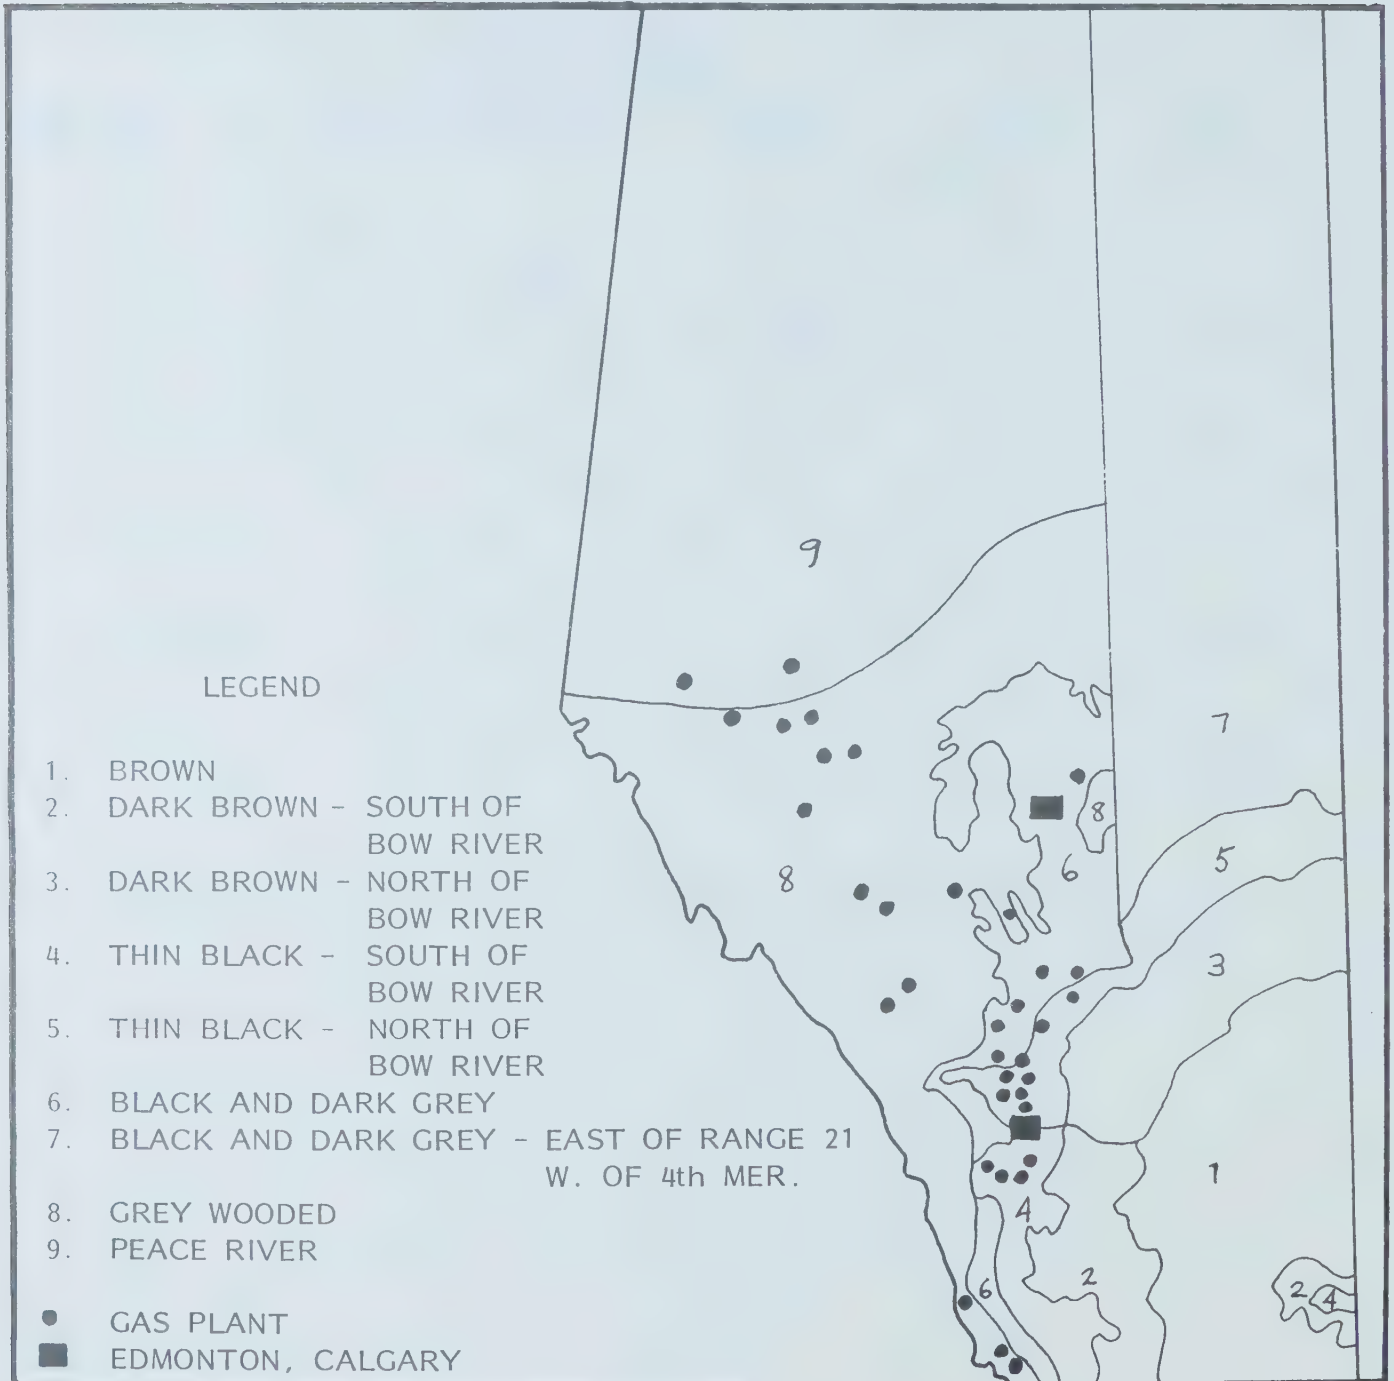 9
7
8
5
6
8
3
1
4
2
6
2
4
LEGEND
1. BROWN
2. DARK BROWN - SOUTH OF
BOW RIVER
3. DARK BROWN - NORTH OF
BOW RIVER
4. THIN BLACK - SOUTH OF
BOW RIVER
5. THIN BLACK - NORTH OF
BOW RIVER
6. BLACK AND DARK GREY
7. BLACK AND DARK GREY - EAST OF RANGE 21
W. OF 4th MER.
8. GREY WOODED
9. PEACE RIVER
GAS PLANT
EDMONTON, CALGARY